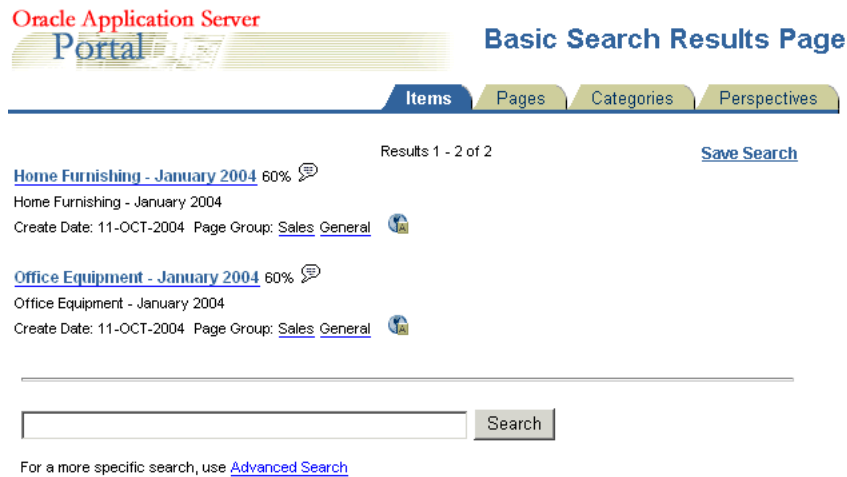 Oracle Application Server
Portal
Basic Search Results Page
Items Pages Categories Perspectives
Results 1 - 2 of 2 Save Search
Home Furnishing - January 2004 60%
Home Furnishing - January 2004
Create Date: 11-OCT-2004 Page Group: Sales General
Office Equipment - January 2004 60%
Office Equipment - January 2004
Create Date: 11-OCT-2004 Page Group: Sales General
Search
For a more specific search, use Advanced Search